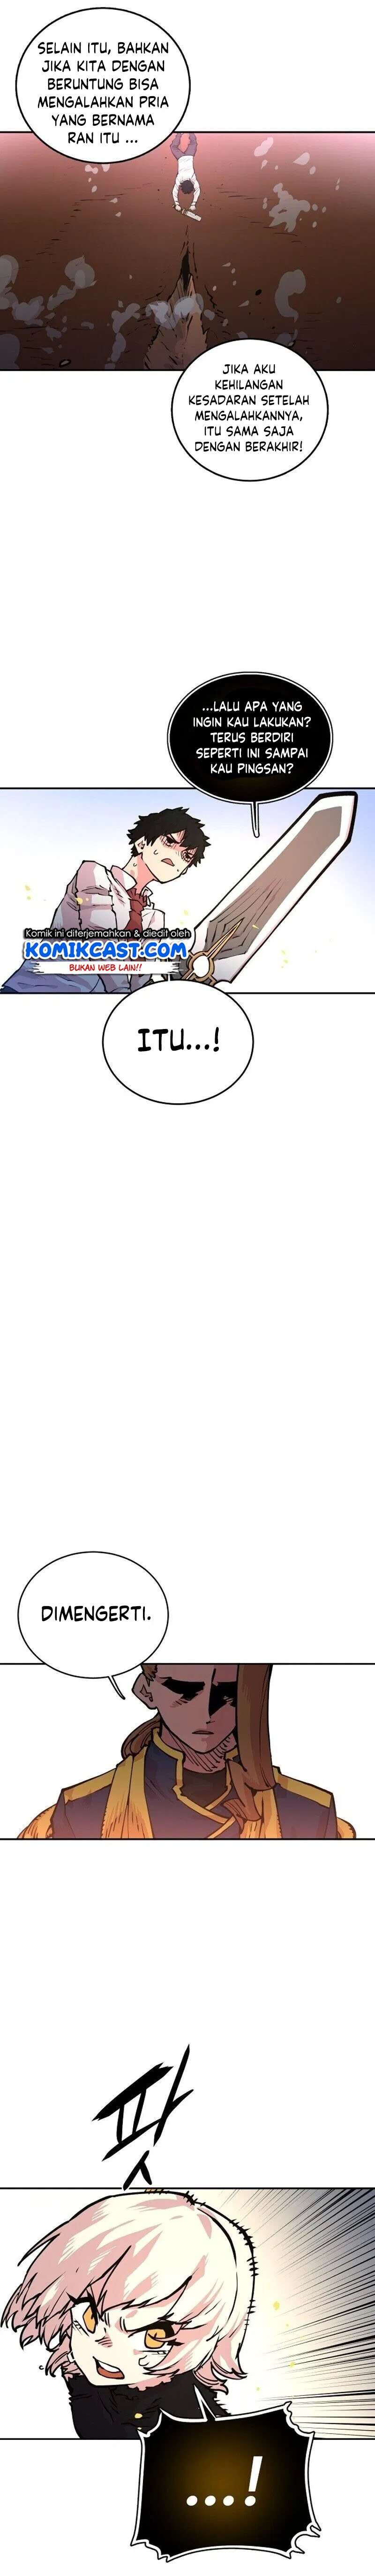 SELAIN ITU, BAHKAN
JIKA KITA DENGAN
BERUNTUNG BISA
MENGALAHKAN PRIA
YANG BERNAMA
RAN ITU ...
JIKA AKU
KEHILANGAN
KESADARAN SETELAH
MENGALAHKANNYA,
ITU SAMA SAJA
DENGAN BERAKHIR!
...LALU APA YANG
INGIN KAU LAKUKAN?
TERUS BERDIRI
SEPERTI INI SAMPAI
KAU PINGSAN?
Komik ini diterjemahkan & diedit oleh
KOMIKCAST.COM
BUKAN WEB LAIN!!
ITU...!
DIMENGERTI.
파
...!